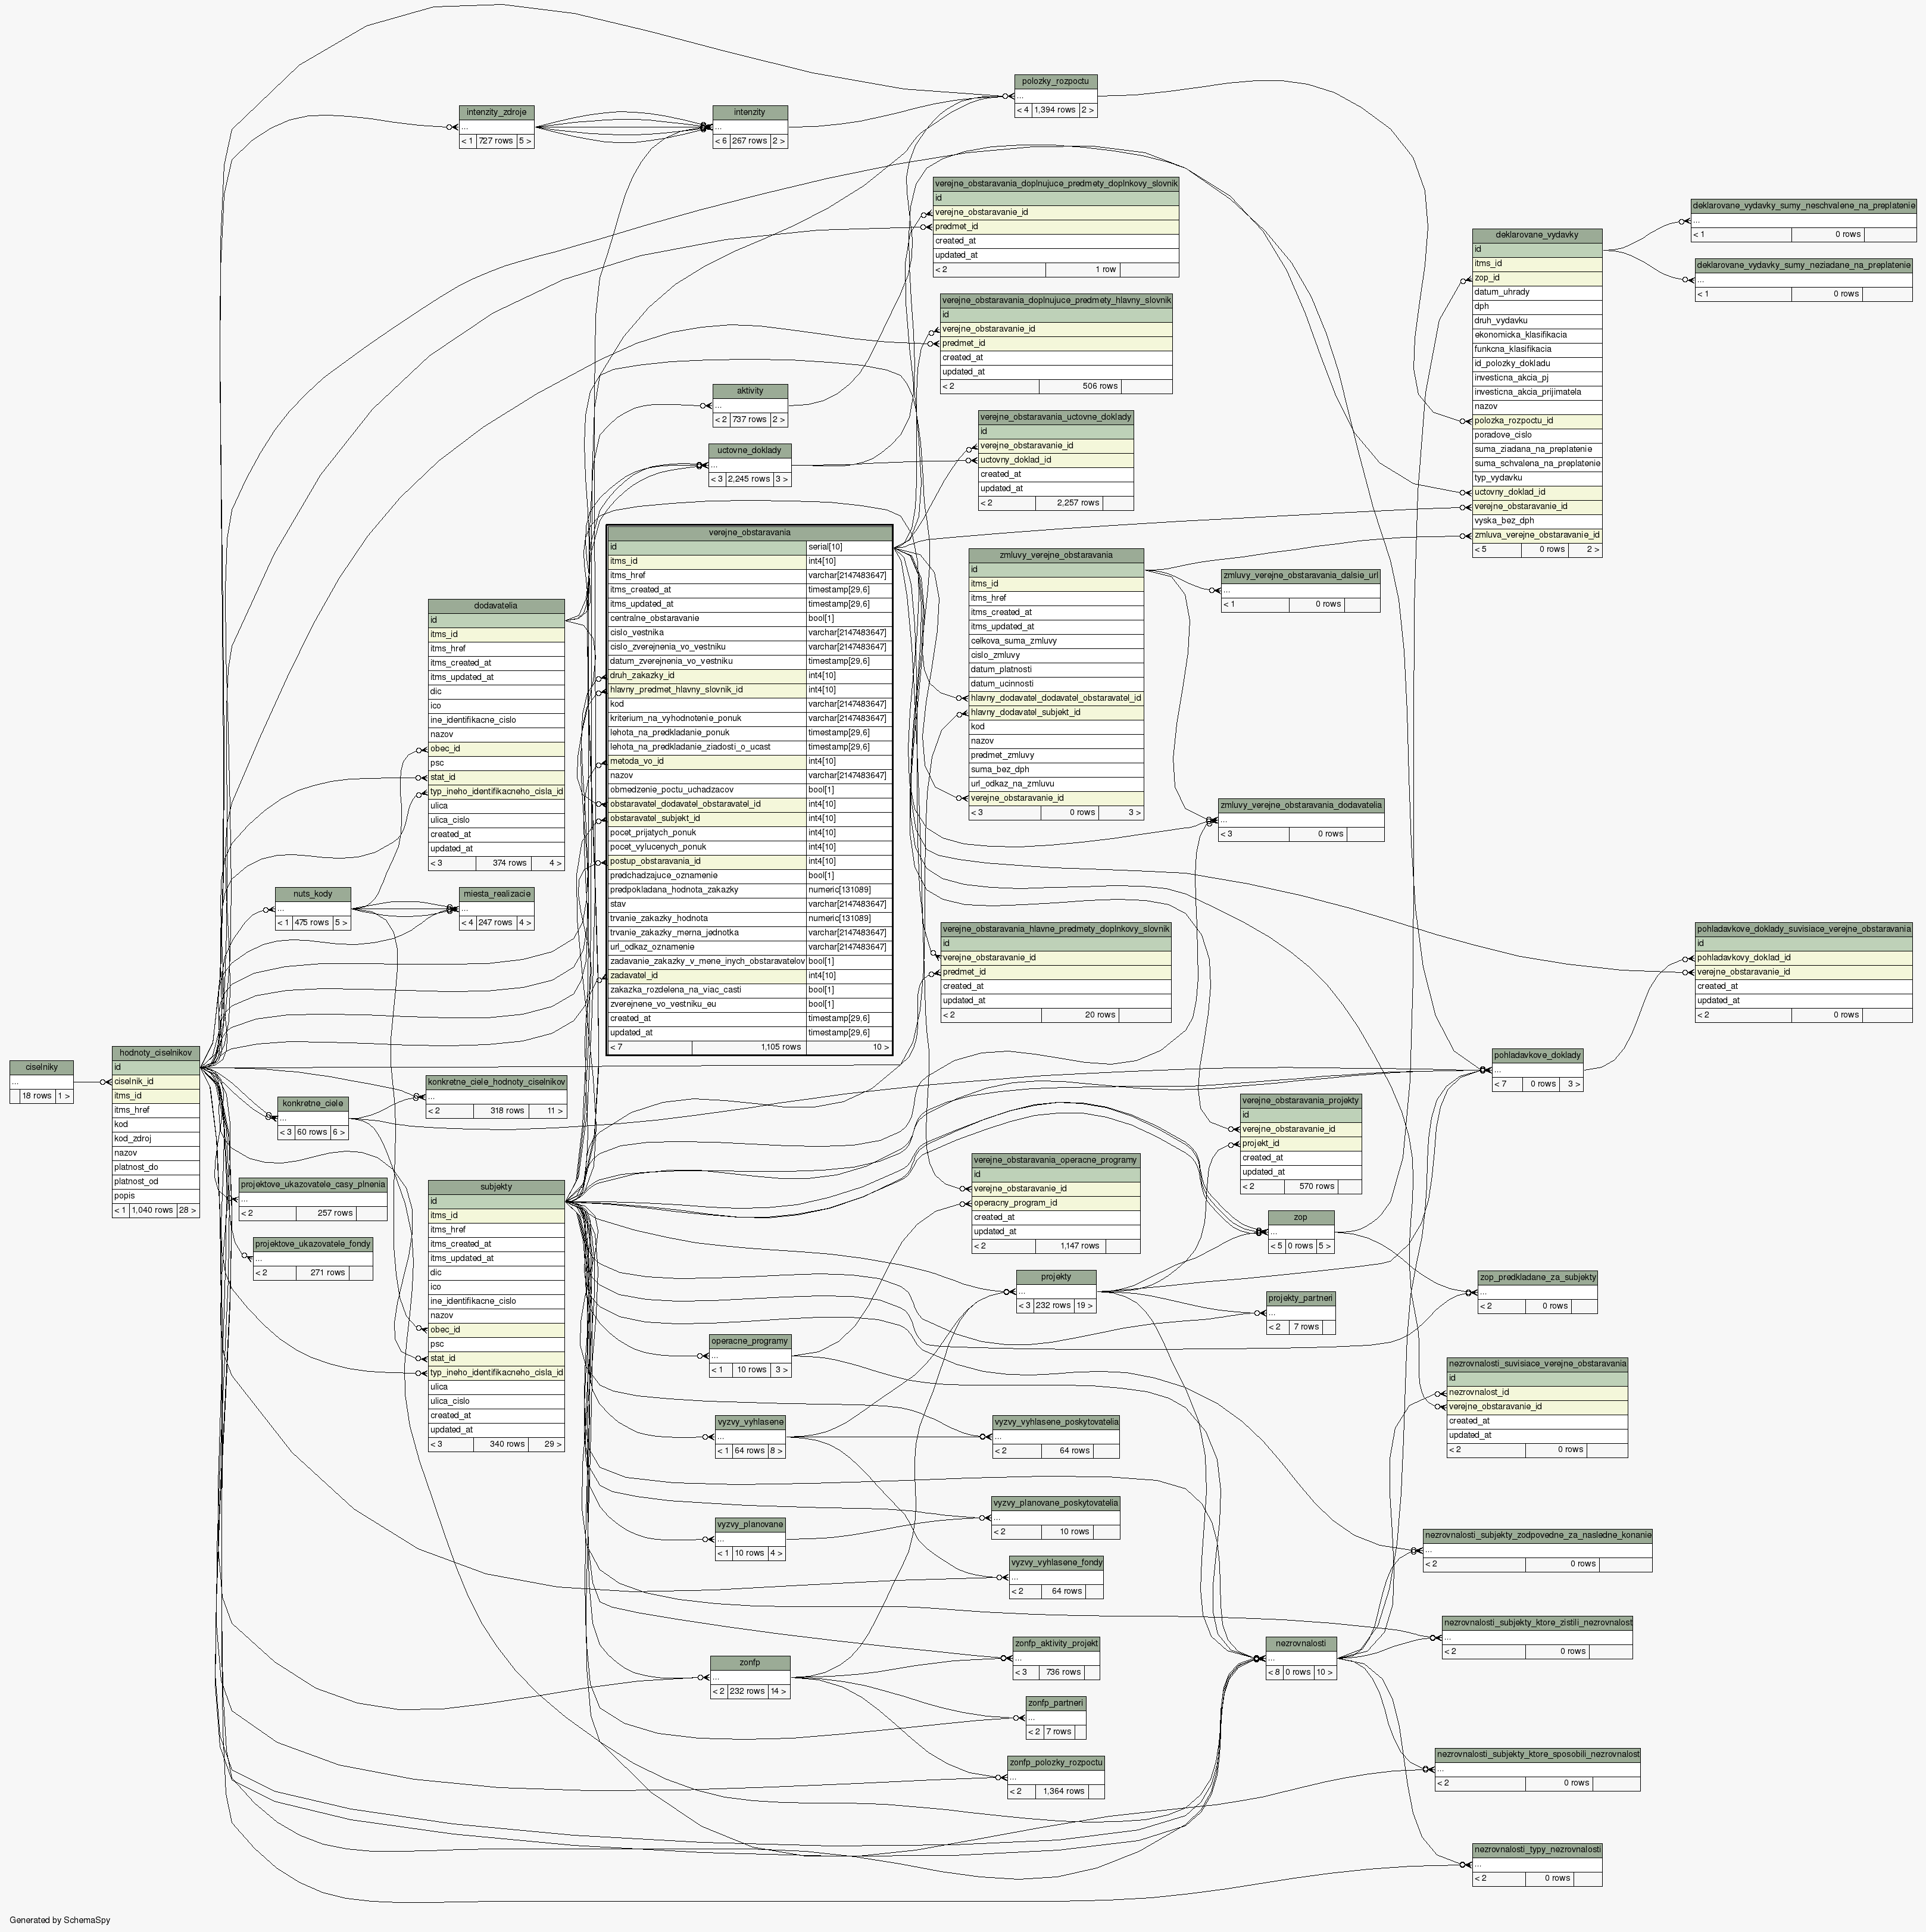 polozky_rozpoctu
...
< 4 1,394 rows 2 >
intenzity_zdroje
...
< 1 727 rows 5 >
intenzity
...
< 6 267 rows 2 >
verejne_obstaravania_doplnujuce_predmety_doplnkovy_slovnik
id
verejne_obstaravanie_id
predmet_id
created_at
updated_at
< 2 1 row
deklarovane_vydavky_sumy_neschvalene_na_preplatenie
...
< 1 0 rows
deklarovane_vydavky_sumy_neziadane_na_preplatenie
...
< 1 0 rows
deklarovane_vydavky
id
itms_id
zop_id
datum_uhrady
dph
druh_vydavku
ekonomicka_klasifikacia
funkcna_klasifikacia
id_polozky_dokladu
investicna_akcia_pj
investicna_akcia_prijimatela
nazov
polozka_rozpoctu_id
poradove_cislo
suma_ziadana_na_preplatenie
suma_schvalena_na_preplatenie
typ_vydavku
uctovny_doklad_id
verejne_obstaravanie_id
vyska_bez_dph
zmluva_verejne_obstaravanie_id
< 5 0 rows 2 >
verejne_obstaravania_doplnujuce_predmety_hlavny_slovnik
id
verejne_obstaravanie_id
predmet_id
created_at
updated_at
< 2 506 rows
aktivity
...
< 2 737 rows 2 >
uctovne_doklady
...
< 3 2,245 rows 3 >
verejne_obstaravania_uctovne_doklady
id
verejne_obstaravanie_id
uctovny_doklad_id
created_at
updated_at
< 2 2,257 rows
verejne_obstaravania
id serial[10]
itms_id int4[10]
itms_href varchar[2147483647]
itms_created_at timestamp[29,6]
itms_updated_at timestamp[29,6]
centralne_obstaravanie bool[1]
cislo_vestnika varchar[2147483647]
cislo_zverejnenia_vo_vestniku varchar[2147483647]
datum_zverejnenia_vo_vestniku timestamp[29,6]
druh_zakazky_id int4[10]
hlavny_predmet_hlavny_slovnik_id int4[10]
kod varchar[2147483647]
kriterium_na_vyhodnotenie_ponuk varchar[2147483647]
lehota_na_predkladanie_ponuk timestamp[29,6]
lehota_na_predkladanie_ziadosti_o_ucast timestamp[29,6]
metoda_vo_id int4[10]
nazov varchar[2147483647]
obmedzenie_poctu_uchadzacov bool[1]
obstaravatel_dodavatel_obstaravatel_id int4[10]
obstaravatel_subjekt_id int4[10]
pocet_prijatych_ponuk int4[10]
pocet_vylucenych_ponuk int4[10]
postup_obstaravania_id int4[10]
predchadzajuce_oznamenie bool[1]
predpokladana_hodnota_zakazky numeric[131089]
stav varchar[2147483647]
trvanie_zakazky_hodnota numeric[131089]
trvanie_zakazky_merna_jednotka varchar[2147483647]
url_odkaz_oznamenie varchar[2147483647]
zadavanie_zakazky_v_mene_inych_obstaravatelov bool[1]
zadavatel_id int4[10]
zakazka_rozdelena_na_viac_casti bool[1]
zverejnene_vo_vestniku_eu bool[1]
created_at timestamp[29,6]
updated_at timestamp[29,6]
< 7 1,105 rows 10 >
zmluvy_verejne_obstaravania
id
itms_id
itms_href
itms_created_at
itms_updated_at
celkova_suma_zmluvy
cislo_zmluvy
datum_platnosti
datum_ucinnosti
hlavny_dodavatel_dodavatel_obstaravatel_id
hlavny_dodavatel_subjekt_id
kod
nazov
predmet_zmluvy
suma_bez_dph
url_odkaz_na_zmluvu
verejne_obstaravanie_id
< 3 0 rows 3 >
zmluvy_verejne_obstaravania_dalsie_url
...
< 1 0 rows
dodavatelia
id
itms_id
itms_href
itms_created_at
itms_updated_at
dic
ico
ine_identifikacne_cislo
nazov
obec_id
psc
stat_id
typ_ineho_identifikacneho_cisla_id
ulica
ulica_cislo
created_at
updated_at
< 3 374 rows 4 >
zmluvy_verejne_obstaravania_dodavatelia
...
< 3 0 rows
nuts_kody
...
< 1 475 rows 5 >
miesta_realizacie
...
< 4 247 rows 4 >
verejne_obstaravania_hlavne_predmety_doplnkovy_slovnik
id
verejne_obstaravanie_id
predmet_id
created_at
updated_at
< 2 20 rows
pohladavkove_doklady_suvisiace_verejne_obstaravania
id
pohladavkovy_doklad_id
verejne_obstaravanie_id
created_at
updated_at
< 2 0 rows
ciselniky
...
18 rows 1 >
hodnoty_ciselnikov
id
ciselnik_id
itms_id
itms_href
kod
kod_zdroj
nazov
platnost_do
platnost_od
popis
< 1 1,040 rows 28 >
pohladavkove_doklady
...
< 7 0 rows 3 >
konkretne_ciele_hodnoty_ciselnikov
...
< 2 318 rows 11 >
konkretne_ciele
...
< 3 60 rows 6 >
verejne_obstaravania_projekty
id
verejne_obstaravanie_id
projekt_id
created_at
updated_at
< 2 570 rows
verejne_obstaravania_operacne_programy
id
verejne_obstaravanie_id
operacny_program_id
created_at
updated_at
< 2 1,147 rows
projektove_ukazovatele_casy_plnenia
...
< 2 257 rows
projektove_ukazovatele_fondy
...
< 2 271 rows
subjekty
id
itms_id
itms_href
itms_created_at
itms_updated_at
dic
ico
ine_identifikacne_cislo
nazov
obec_id
psc
stat_id
typ_ineho_identifikacneho_cisla_id
ulica
ulica_cislo
created_at
updated_at
< 3 340 rows 29 >
zop
...
< 5 0 rows 5 >
projekty
...
< 3 232 rows 19 >
zop_predkladane_za_subjekty
...
< 2 0 rows
projekty_partneri
...
< 2 7 rows
operacne_programy
...
< 1 10 rows 3 >
nezrovnalosti_suvisiace_verejne_obstaravania
id
nezrovnalost_id
verejne_obstaravanie_id
created_at
updated_at
< 2 0 rows
vyzvy_vyhlasene
...
< 1 64 rows 8 >
vyzvy_vyhlasene_poskytovatelia
...
< 2 64 rows
vyzvy_planovane_poskytovatelia
...
< 2 10 rows
vyzvy_planovane
...
< 1 10 rows 4 >
nezrovnalosti_subjekty_zodpovedne_za_nasledne_konanie
...
< 2 0 rows
vyzvy_vyhlasene_fondy
...
< 2 64 rows
nezrovnalosti_subjekty_ktore_zistili_nezrovnalost
...
< 2 0 rows
zonfp_aktivity_projekt
...
< 3 736 rows
nezrovnalosti
...
< 8 0 rows 10 >
zonfp
...
< 2 232 rows 14 >
zonfp_partneri
...
< 2 7 rows
zonfp_polozky_rozpoctu
...
< 2 1,364 rows
nezrovnalosti_subjekty_ktore_sposobili_nezrovnalost
...
< 2 0 rows
nezrovnalosti_typy_nezrovnalosti
...
< 2 0 rows
Generated by SchemaSpy